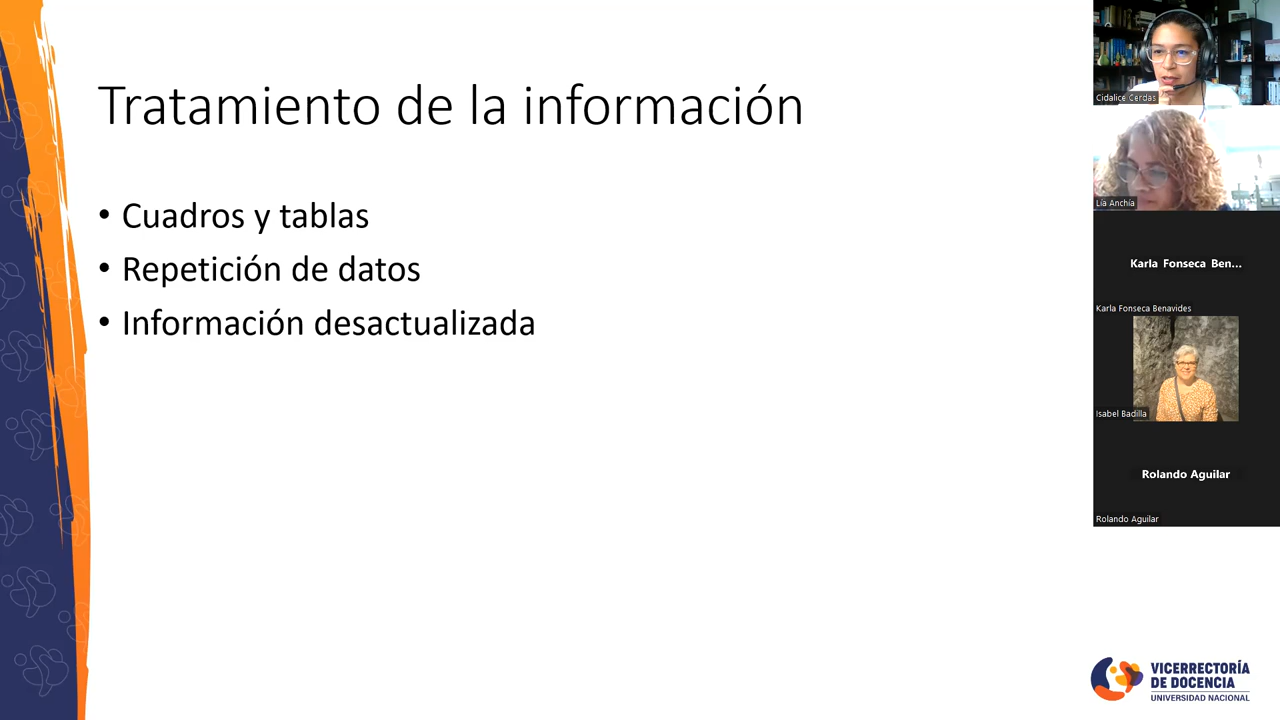 Tratamiento de la información
• Cuadros y tablas
• Repetición de datos
• Información desactualizada
Cidalice Cerdas
Lia Anchía
Karla Fonseca Ben...
Karla Fonseca Benavides
Isabel Badilla
Rolando Aguilar
Rolando Aguilar
VICERRECTORÍA
DE DOCENCIA
UNIVERSIDAD NACIONAL